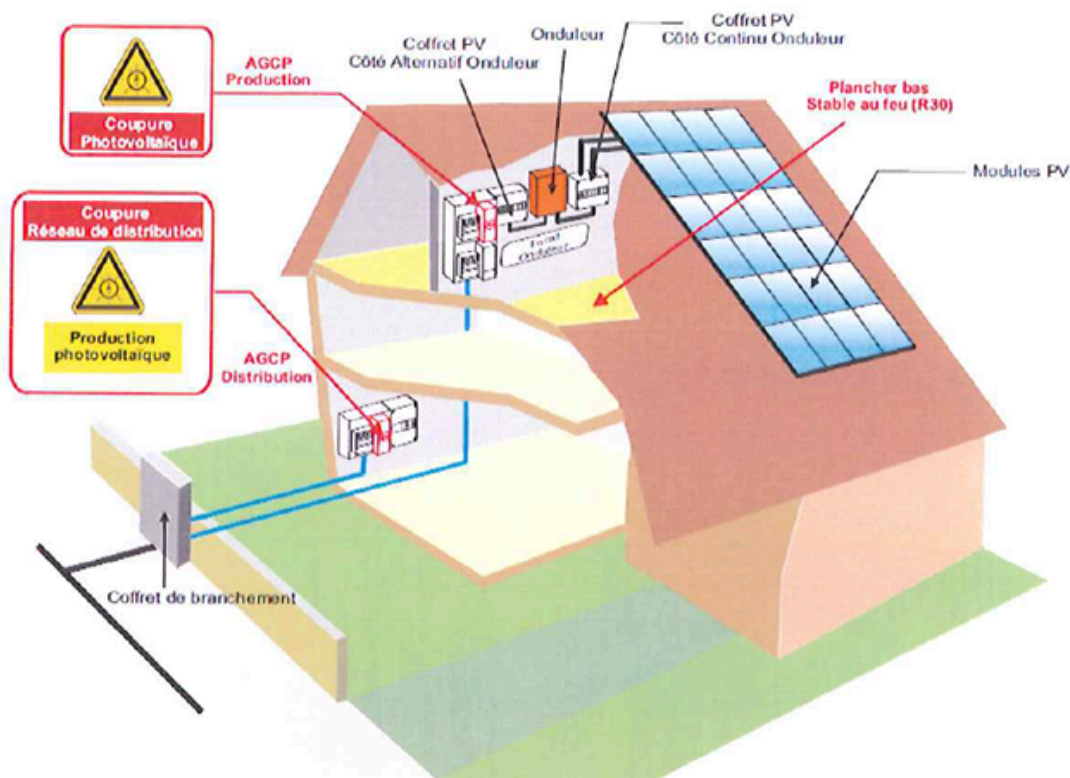 Coupure
Photovoltaïque
AGCP
Production
Coffret PV
Côté Alternatif Onduleur
Onduleur
Coffret PV
Côté Continu Onduleur
Plancher bas
Stable au feu (R30)
Modules PV
Coupure
Réseau de distribution
Production
photovoltaïque
AGCP
Distribution
Onduleur
Coffret de branchement